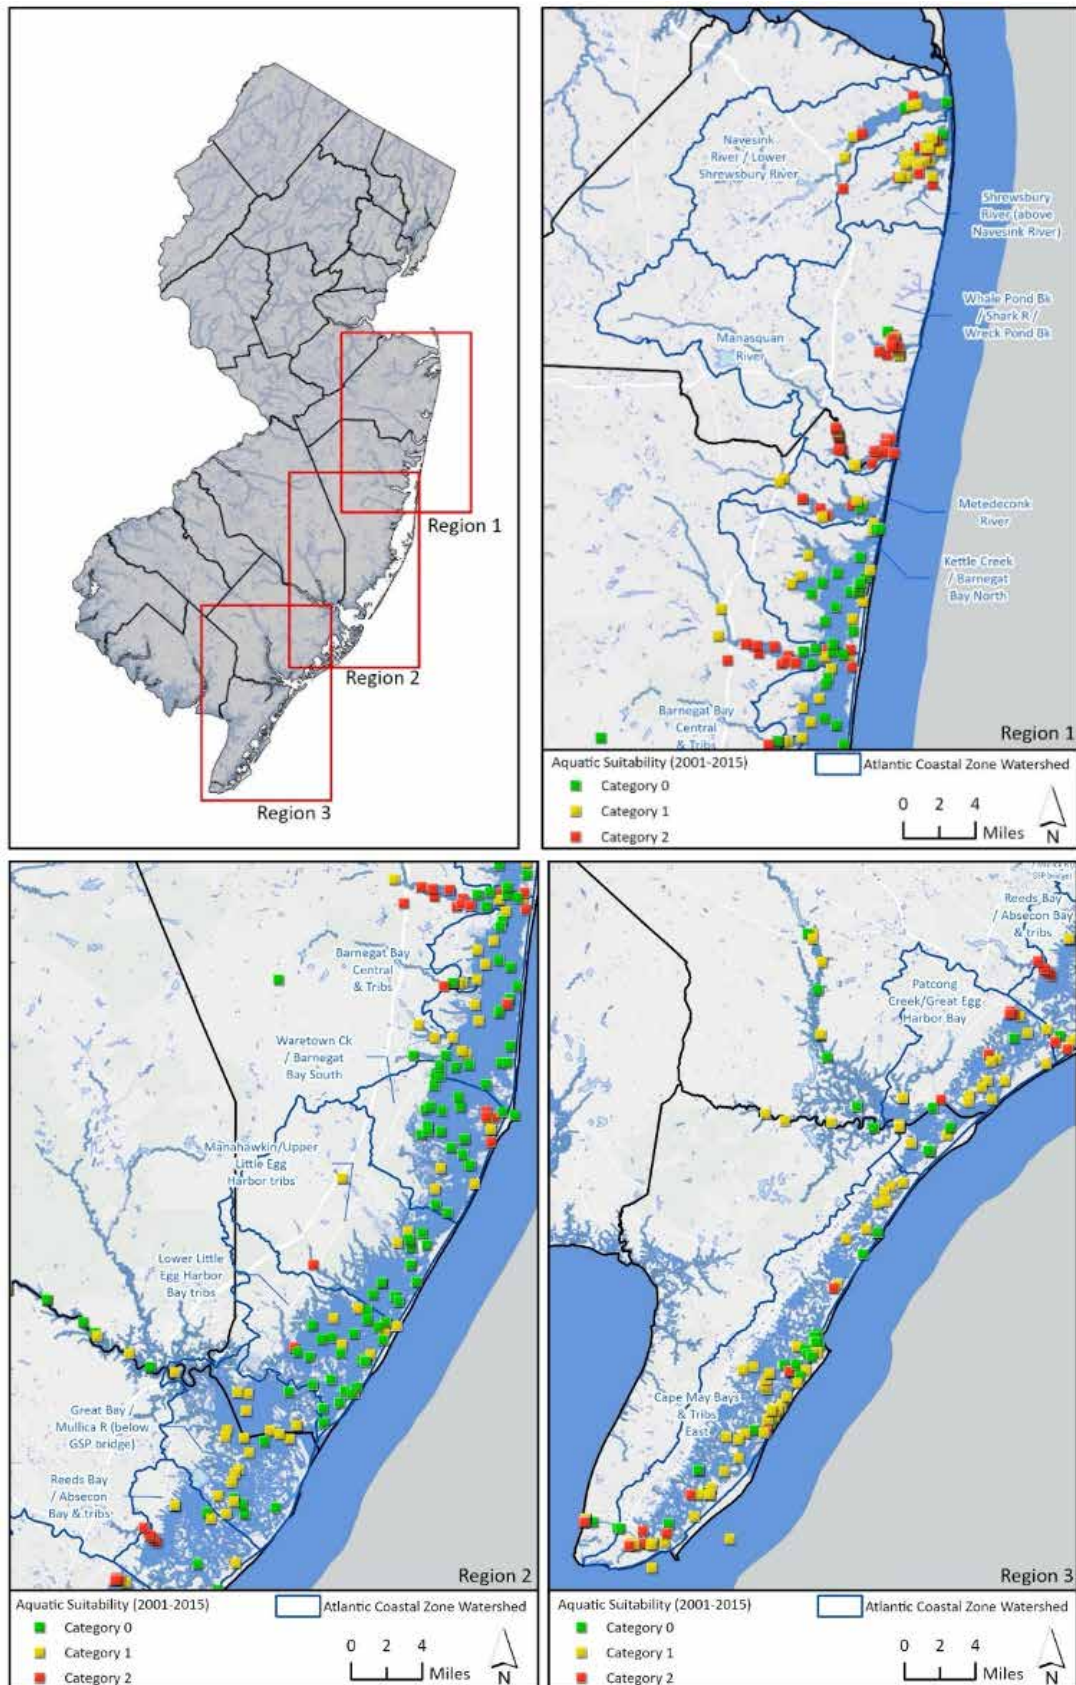 Region 1
Region 2
Region 3
Navesink
River / Lower
Shrewsbury River
Shrewsbury
River (above
Navesink River)
Whale Pond Bk
/ Shark R /
Wreck Pond Bk
Manasquan
River
Metedeconk
River
Kettle Creek
/ Barnegat
Bay North
Barnegat Bay
Central
& Tribs
Region 1
Aquatic Suitability (2001-2015)
Atlantic Coastal Zone Watershed
Category 0
Category 1
Category 2
0 2 4
Miles
N
Barnegat Bay
Central
& Tribs
Waretown Ck
/ Barnegat
Bay South
Manahawkin/Upper
Little Egg
Harbor tribs
Lower Little
Egg Harbor
Bay tribs
Great Bay /
Mullica R (below
GSP bridge)
Reeds Bay
/ Absecon
Bay & tribs
Region 2
Aquatic Suitability (2001-2015)
Atlantic Coastal Zone Watershed
Category 0
Category 1
Category 2
0 2 4
Miles
N
Reeds Bay
/ Absecon Bay
& tribs
Patcong
Creek/Great Egg
Harbor Bay
Cape May Bays
& Tribs
East
Region 3
Aquatic Suitability (2001-2015)
Atlantic Coastal Zone Watershed
Category 0
Category 1
Category 2
0 2 4
Miles
N